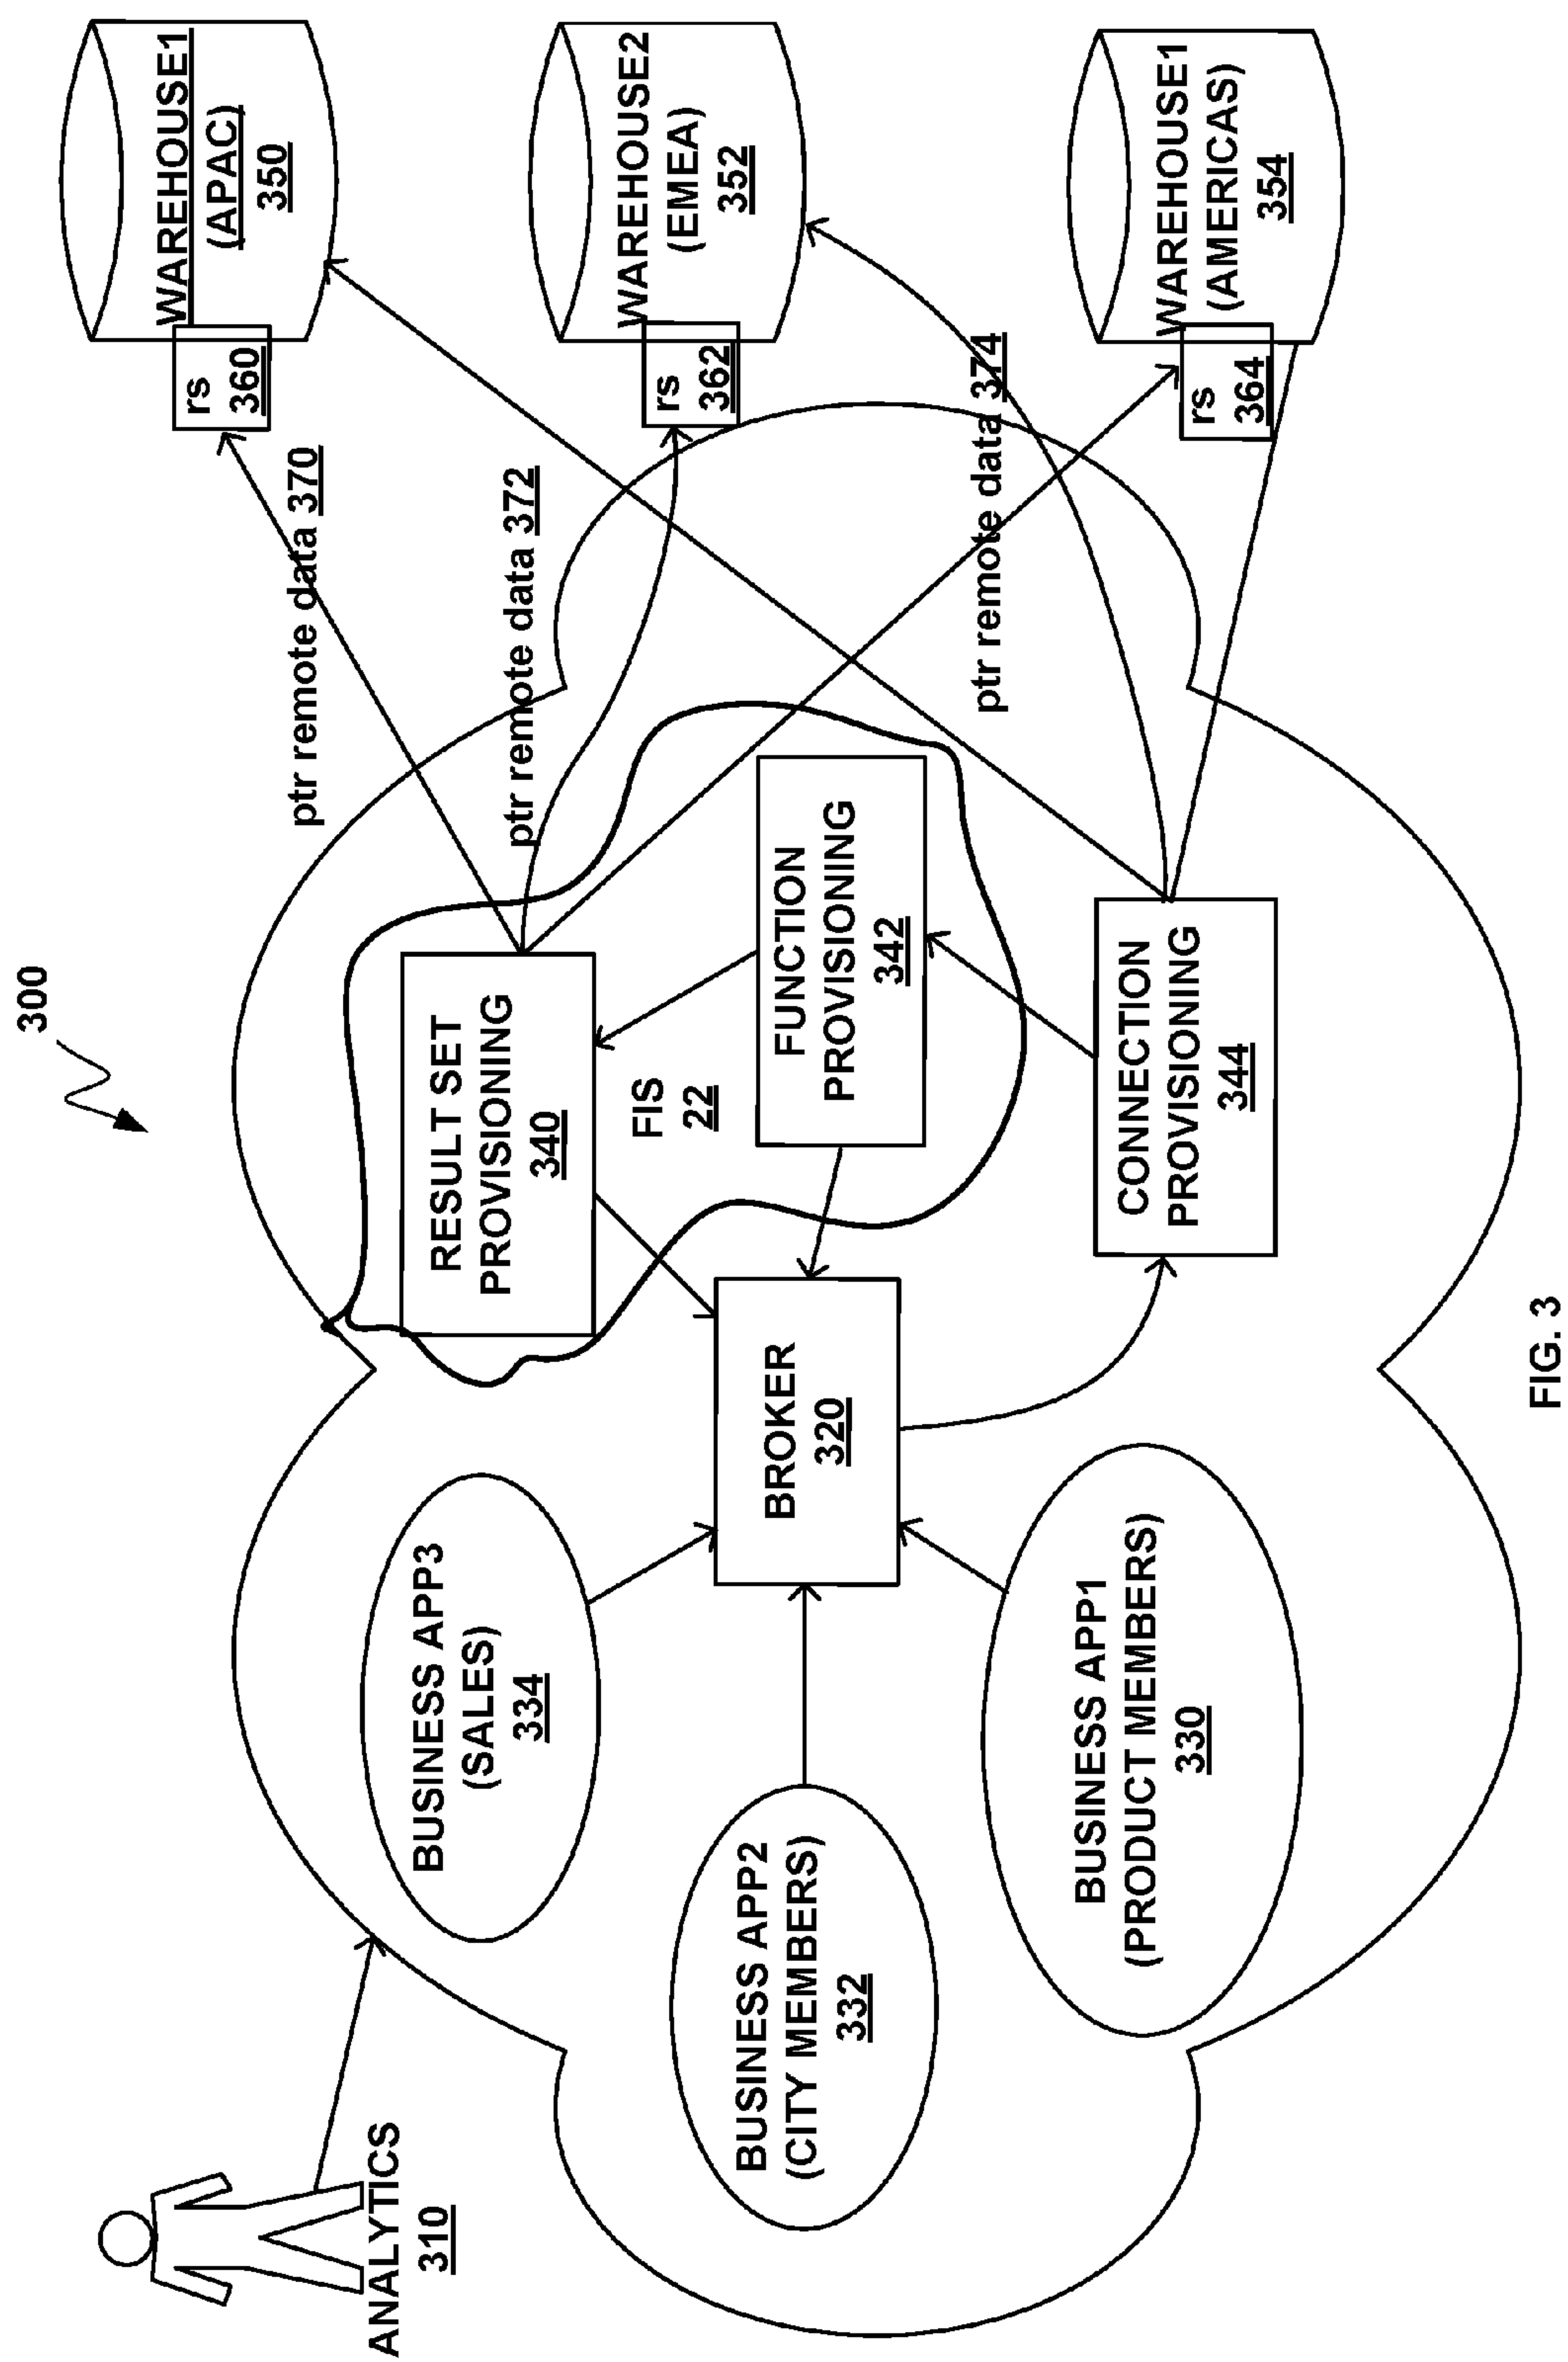 300
ANALYTICS
310
BUSINESS APP3
(SALES)
334
BUSINESS APP2
(CITY MEMBERS)
332
BUSINESS APP1
(PRODUCT MEMBERS)
330
BROKER
320
RESULT SET
PROVISIONING
340
FIS
22
FUNCTION
PROVISIONING
342
CONNECTION
PROVISIONING
344
ptr remote data 370
ptr remote data 372
ptr remote data 374
rs
360
WAREHOUSE1
(APAC)
350
rs
362
WAREHOUSE2
(EMEA)
352
rs
364
WAREHOUSE1
(AMERICAS)
354
FIG. 3